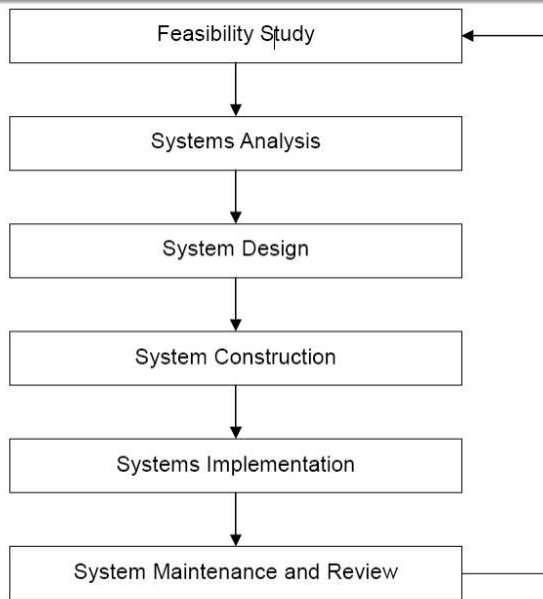 Feasibility Study
Systems Analysis
System Design
System Construction
Systems Implementation
System Maintenance and Review